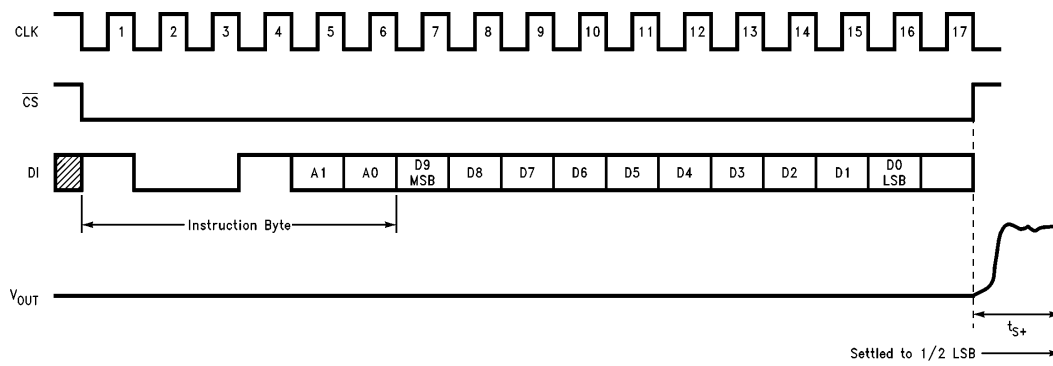 CLK 1 2 3 4 5 6 7 8 9 10 11 12 13 14 15 16 17
CS
DI A1 A0 D9 MSB D8 D7 D6 D5 D4 D3 D2 D1 D0 LSB
Instruction Byte
VOUT
tS+
Settled to 1/2 LSB